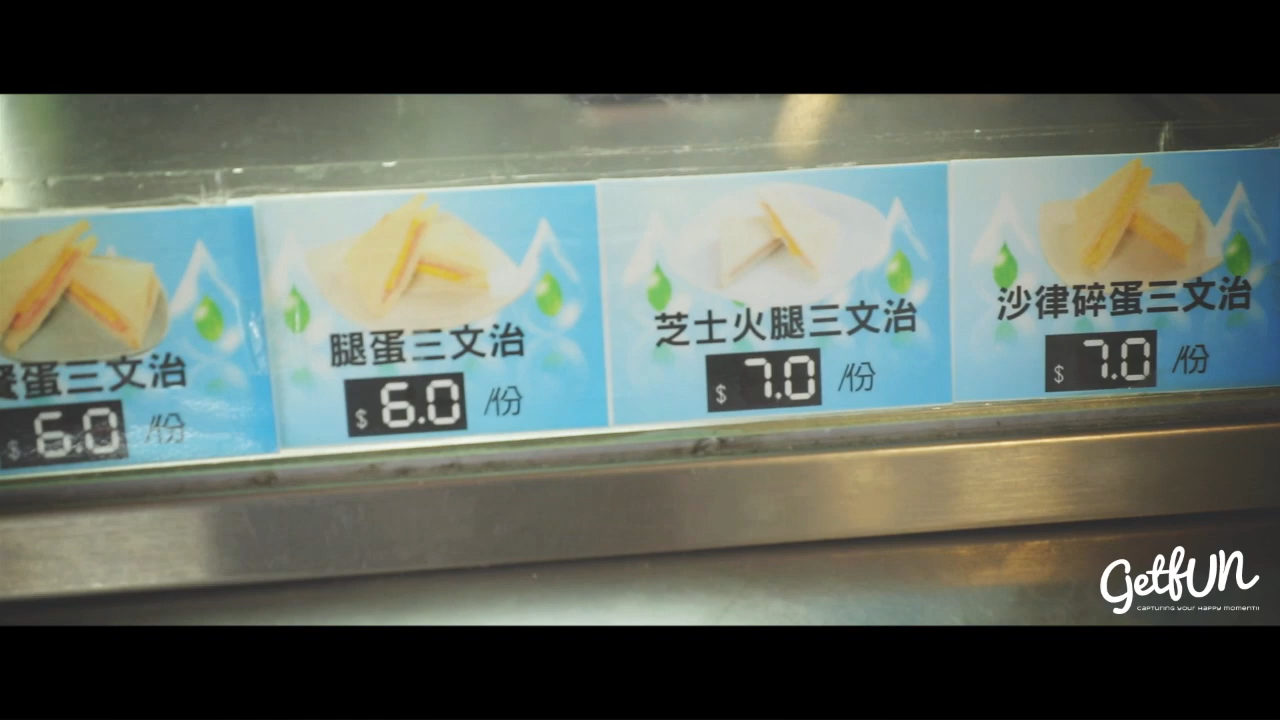 餐蛋三文治
$ 6.0 /份
腿蛋三文治
$ 6.0 /份
芝士火腿三文治
$ 7.0 /份
沙律碎蛋三文治
$ 7.0 /份
Getfun
CAPTURING YOUR HAPPY MOMENT!!